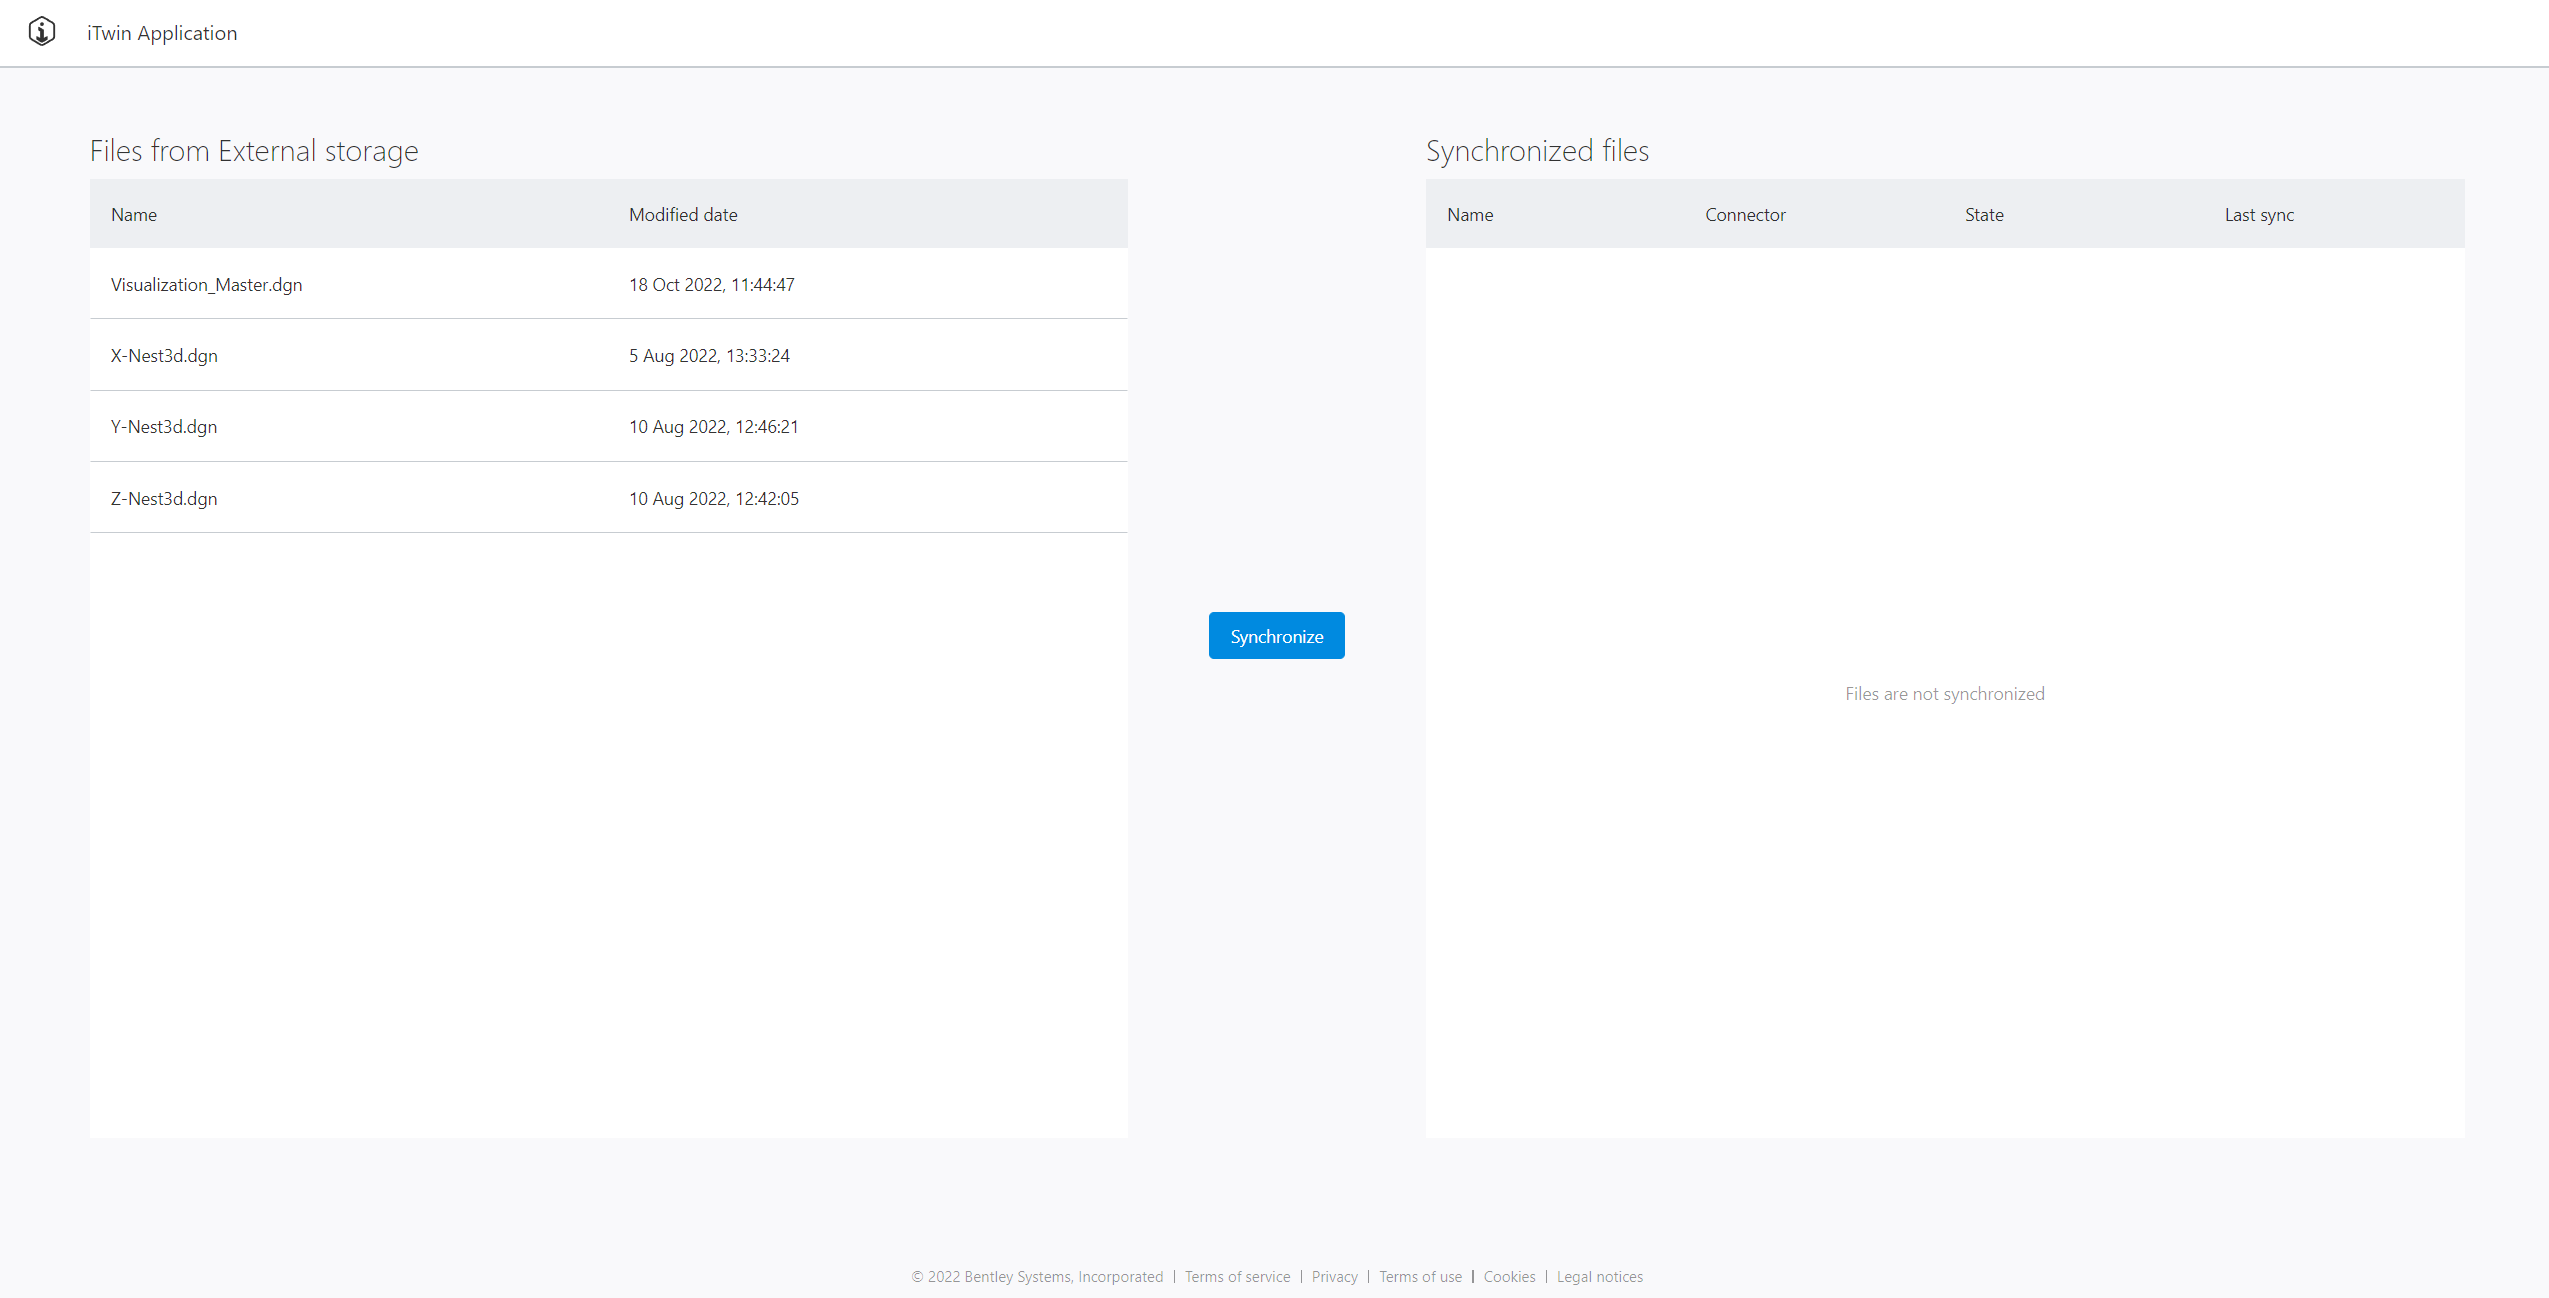 iTwin Application
Files from External storage
Name Modified date
Visualization_Master.dgn 18 Oct 2022, 11:44:47
X-Nest3d.dgn 5 Aug 2022, 13:33:24
Y-Nest3d.dgn 10 Aug 2022, 12:46:21
Z-Nest3d.dgn 10 Aug 2022, 12:42:05
Synchronize
Synchronized files
Name Connector State Last sync
Files are not synchronized
© 2022 Bentley Systems, Incorporated | Terms of service | Privacy | Terms of use | Cookies | Legal notices